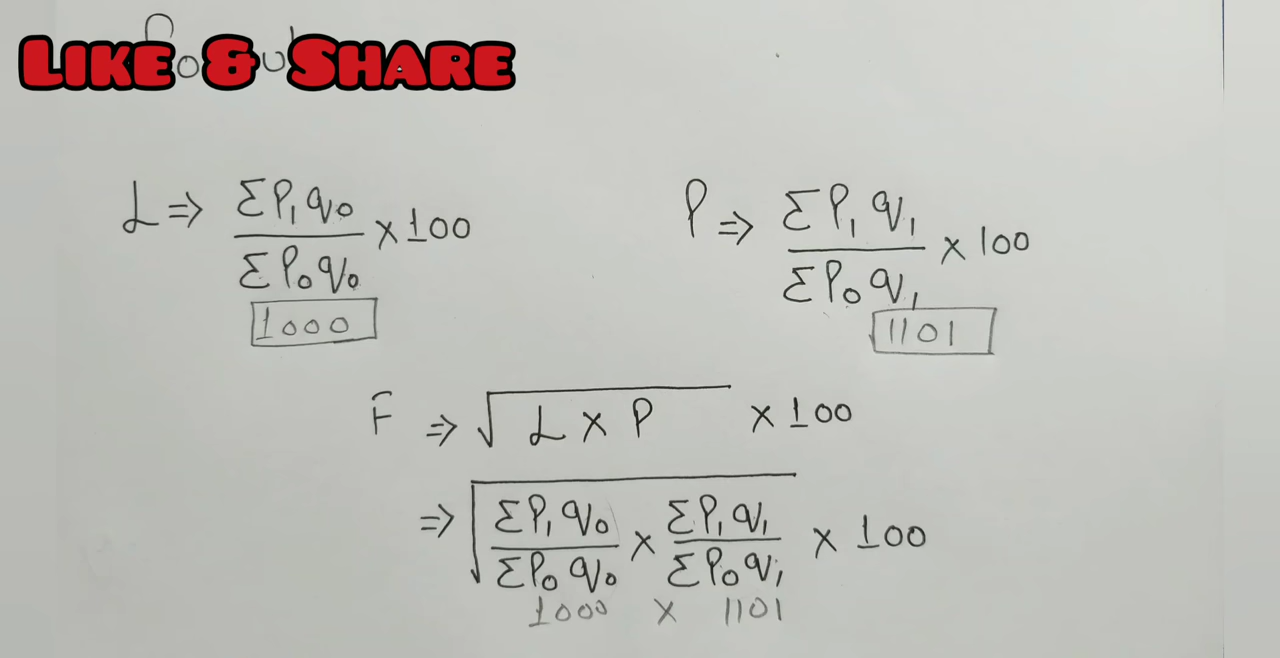 LIKE & SHARE
L ⇒ ΣP₁q₀ / ΣP₀q₀ × 100
1000
P ⇒ ΣP₁q₁ / ΣP₀q₁ × 100
1101
F ⇒ √(L × P) × 100
⇒ √(ΣP₁q₀ / ΣP₀q₀ × ΣP₁q₁ / ΣP₀q₁) × 100
1000 × 1101